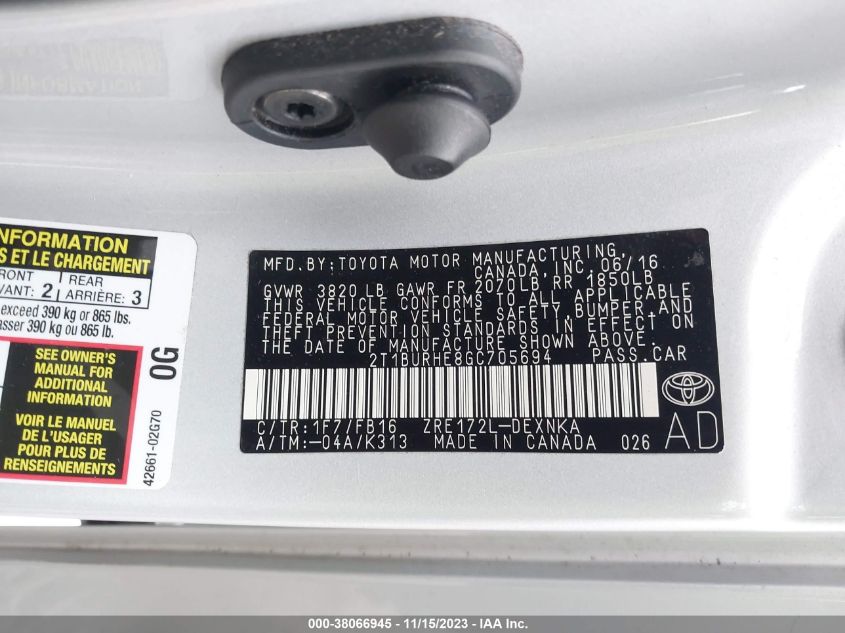 NFORMATION
S ET LE CHARGEMENT
FRONT
VANT: 2
REAR
ARRIÈRE: 3
exceed 390 kg or 865 lbs.
asser 390 kg ou 865 lb.
SEE OWNER'S
MANUAL FOR
ADDITIONAL
INFORMATION
VOIR LE MANUEL
DE L'USAGER
POUR PLUS DE
RENSEIGNEMENTS
0G
42661-02G70
MFD.BY:TOYOTA MOTOR MANUFACTURING,
CANADA,INC.06/16
GVWR 3820 LB GAWR FR 2070LB RR 1850LB
THIS VEHICLE CONFORMS TO ALL APPLICABLE
FEDERAL MOTOR VEHICLE SAFETY,BUMPER,AND
THEFT PREVENTION STANDARDS IN EFFECT ON
THE DATE OF MANUFACTURE SHOWN ABOVE.
2T1BURHE8GC705694 PASS.CAR
C/TR:1F7/FB16 ZRE172L-DEXNKA
A/TM:-04A/K313 MADE IN CANADA 026
AD
000-38066945 - 11/15/2023 - IAA Inc.